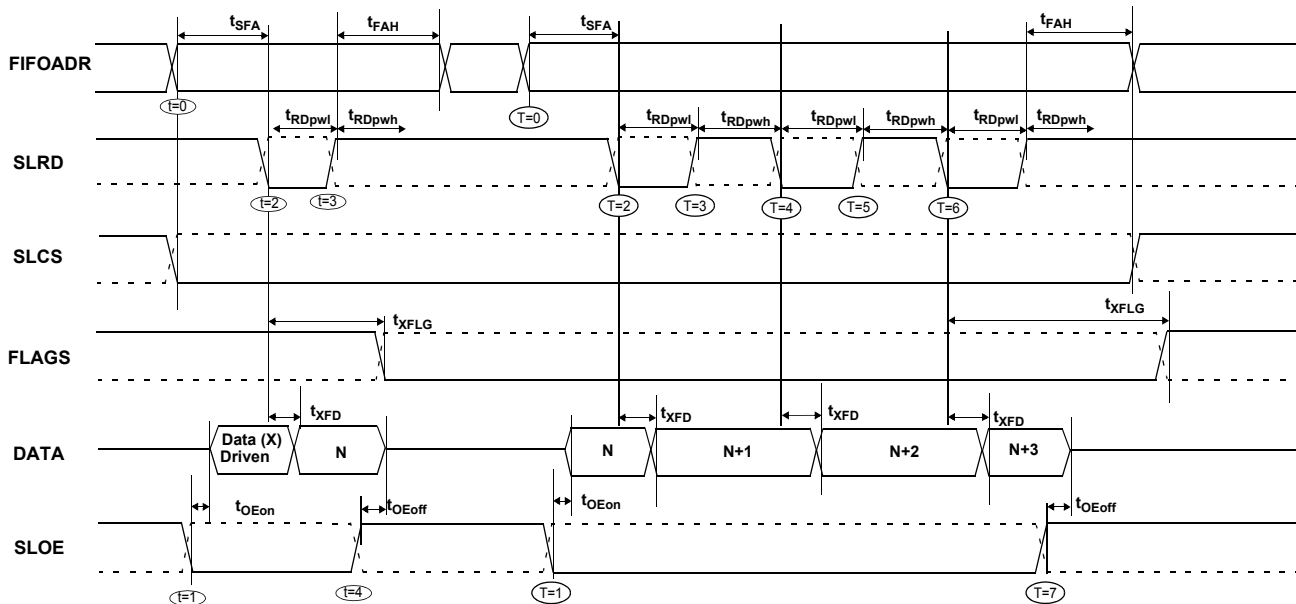 tSFA tFAH tSFA tFAH
FIFOADR
t=0 T=0
tRDpwl tRDpwh tRDpwl tRDpwh tRDpwl tRDpwh tRDpwl tRDpwh
SLRD
t=2 t=3 T=2 T=3 T=4 T=5 T=6
SLCS
tXFLG tXFLG
FLAGS
tXFD tXFD tXFD tXFD
DATA
Data (X)
Driven
N N N+1 N+2 N+3
tOEon tOEoff tOEon tOEoff
SLOE
t=1 t=4 T=1 T=7